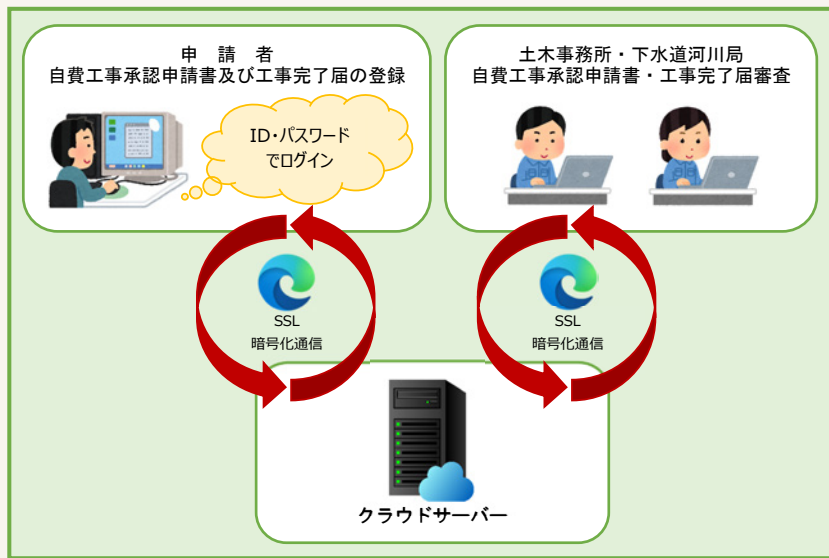 申請者
自費工事承認申請書及び工事完了届の登録
ID・パスワード
でログイン
土木事務所・下水道河川局
自費工事承認申請書・工事完了届審査
SSL
暗号化通信
SSL
暗号化通信
クラウドサーバー